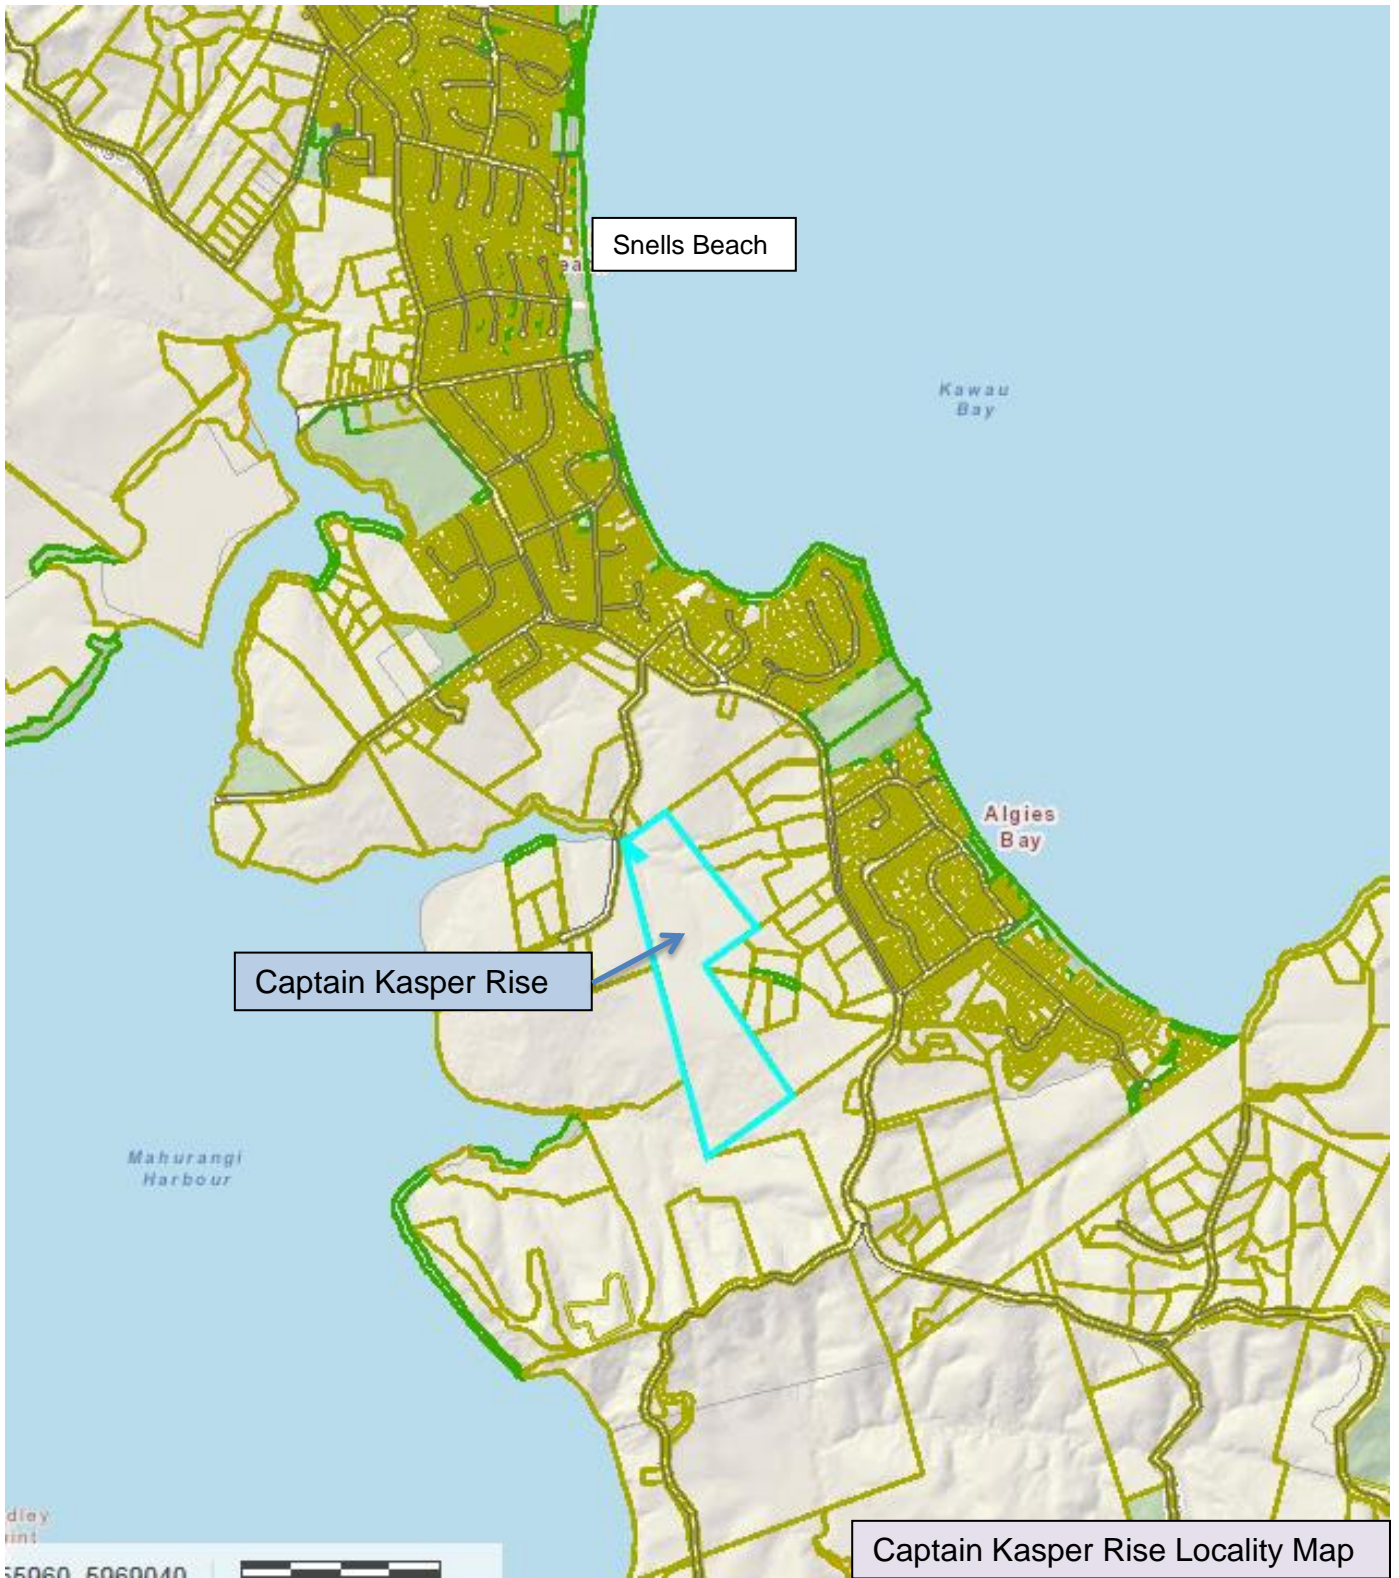 Snells Beach
Kawau
Bay
Algies
Bay
Captain Kasper Rise
Mahurangi
Harbour
Captain Kasper Rise Locality Map